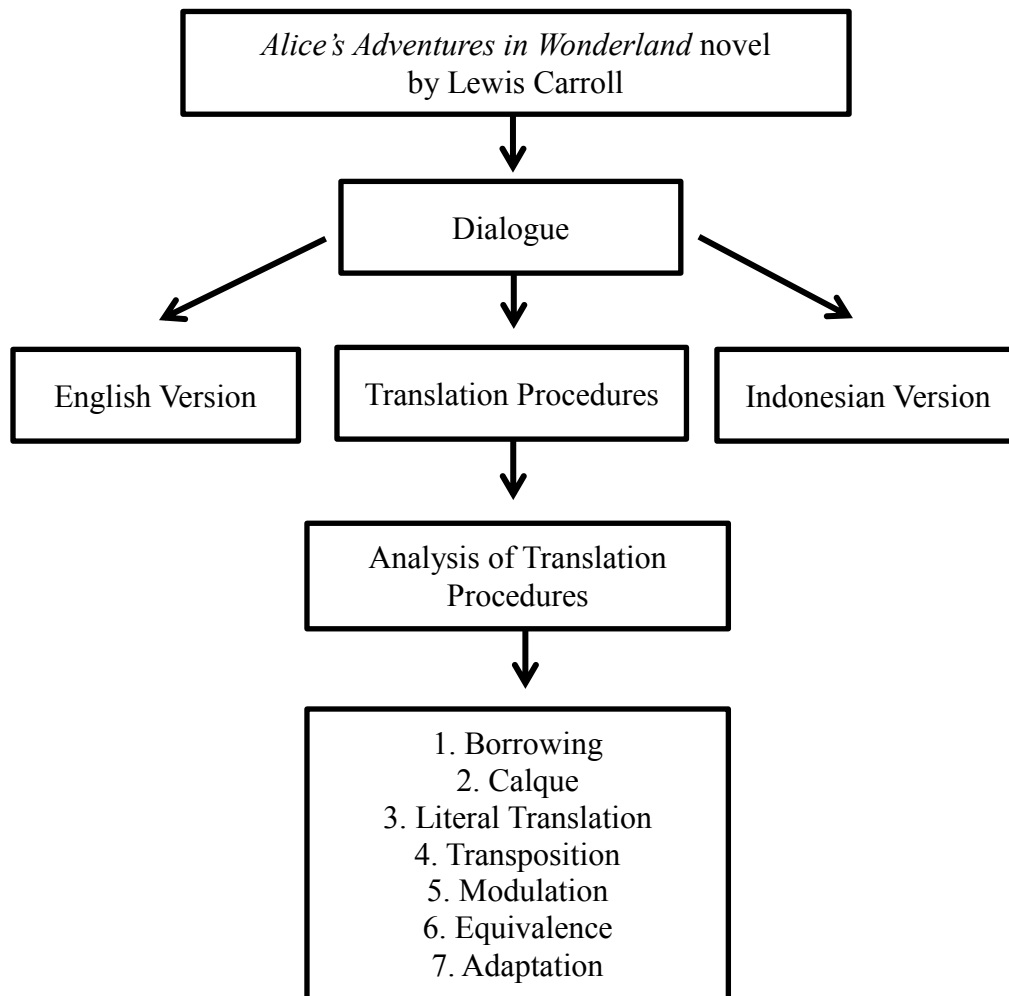 Alice’s Adventures in Wonderland novel
by Lewis Carroll
Dialogue
English Version
Translation Procedures
Indonesian Version
Analysis of Translation
Procedures
1. Borrowing
2. Calque
3. Literal Translation
4. Transposition
5. Modulation
6. Equivalence
7. Adaptation